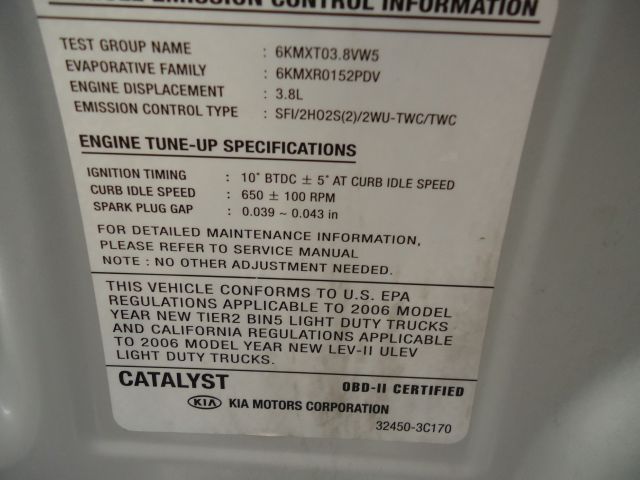 EMISSION CONTROL INFORMATION
TEST GROUP NAME : 6KMXT03.8VW5
EVAPORATIVE FAMILY : 6KMXR0152PDV
ENGINE DISPLACEMENT : 3.8L
EMISSION CONTROL TYPE : SFI/2HO2S(2)/2WU-TWC/TWC
ENGINE TUNE-UP SPECIFICATIONS
IGNITION TIMING : 10° BTDC ± 5° AT CURB IDLE SPEED
CURB IDLE SPEED : 650 ± 100 RPM
SPARK PLUG GAP : 0.039 ~ 0.043 in
FOR DETAILED MAINTENANCE INFORMATION,
PLEASE REFER TO SERVICE MANUAL
NOTE : NO OTHER ADJUSTMENT NEEDED.
THIS VEHICLE CONFORMS TO U.S. EPA
REGULATIONS APPLICABLE TO 2006 MODEL
YEAR NEW TIER2 BIN5 LIGHT DUTY TRUCKS
AND CALIFORNIA REGULATIONS APPLICABLE
TO 2006 MODEL YEAR NEW LEV-II ULEV
LIGHT DUTY TRUCKS.
CATALYST OBD-II CERTIFIED
KIA KIA MOTORS CORPORATION
32450-3C170